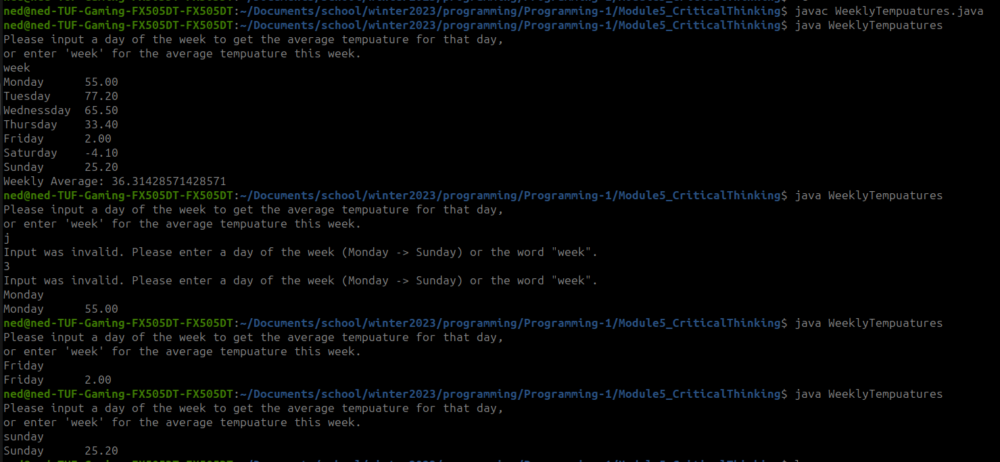 ned@ned-TUF-Gaming-FX505DT-FX505DT:~/Documents/school/winter2023/programming/Programming-1/Module5_CriticalThinking$ javac WeeklyTempuatures.java
ned@ned-TUF-Gaming-FX505DT-FX505DT:~/Documents/school/winter2023/programming/Programming-1/Module5_CriticalThinking$ java WeeklyTempuatures
Please input a day of the week to get the average tempuature for that day,
or enter 'week' for the average tempuature this week.
week
Monday      55.00
Tuesday     77.20
Wednessday  65.50
Thursday    33.40
Friday      2.00
Saturday    -4.10
Sunday      25.20
Weekly Average: 36.31428571428571
ned@ned-TUF-Gaming-FX505DT-FX505DT:~/Documents/school/winter2023/programming/Programming-1/Module5_CriticalThinking$ java WeeklyTempuatures
Please input a day of the week to get the average tempuature for that day,
or enter 'week' for the average tempuature this week.
j
Input was invalid. Please enter a day of the week (Monday -> Sunday) or the word "week".
3
Input was invalid. Please enter a day of the week (Monday -> Sunday) or the word "week".
Monday
Monday      55.00
ned@ned-TUF-Gaming-FX505DT-FX505DT:~/Documents/school/winter2023/programming/Programming-1/Module5_CriticalThinking$ java WeeklyTempuatures
Please input a day of the week to get the average tempuature for that day,
or enter 'week' for the average tempuature this week.
Friday
Friday      2.00
ned@ned-TUF-Gaming-FX505DT-FX505DT:~/Documents/school/winter2023/programming/Programming-1/Module5_CriticalThinking$ java WeeklyTempuatures
Please input a day of the week to get the average tempuature for that day,
or enter 'week' for the average tempuature this week.
sunday
Sunday      25.20